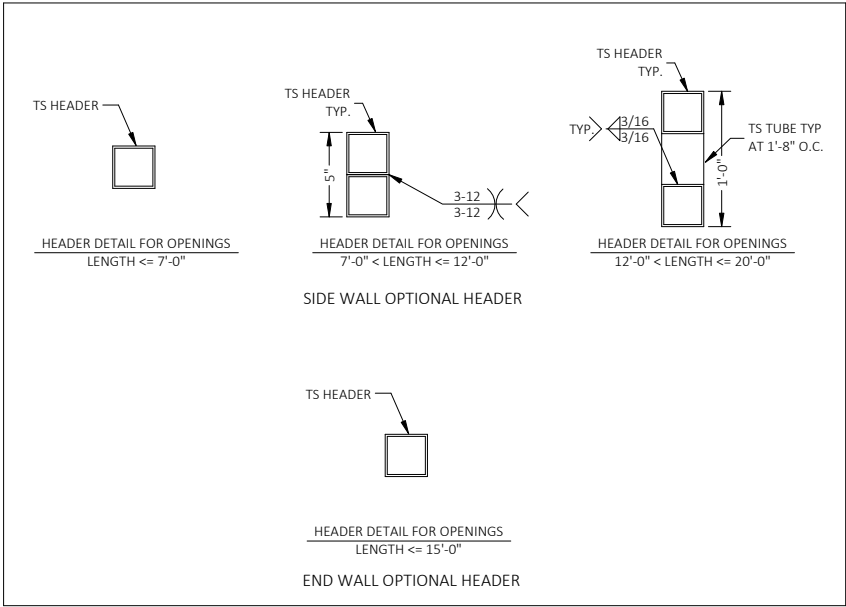 TS HEADER
HEADER DETAIL FOR OPENINGS
LENGTH <= 7'-0"
TS HEADER
TYP.
5"
3-12
3-12
HEADER DETAIL FOR OPENINGS
7'-0" < LENGTH <= 12'-0"
TS HEADER
TYP.
TYP.
3/16
3/16
TS TUBE TYP
AT 1'-8" O.C.
1'-0"
HEADER DETAIL FOR OPENINGS
12'-0" < LENGTH <= 20'-0"
SIDE WALL OPTIONAL HEADER
TS HEADER
HEADER DETAIL FOR OPENINGS
LENGTH <= 15'-0"
END WALL OPTIONAL HEADER